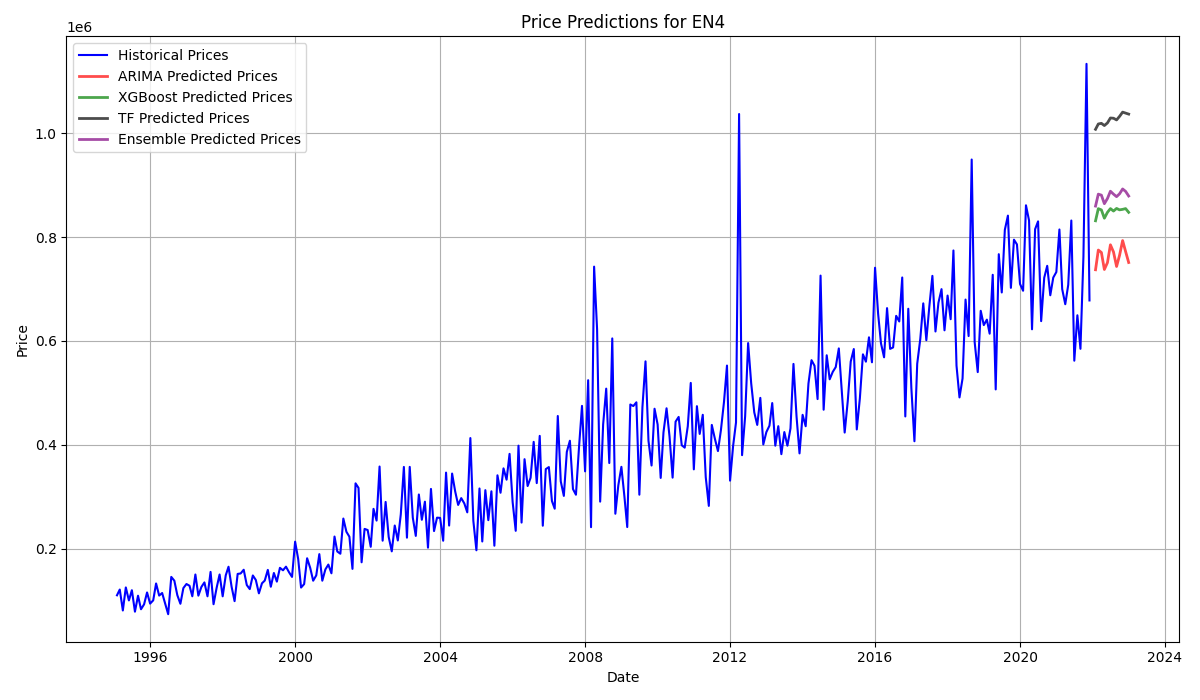 Price Predictions for EN4
1e6
Historical Prices
ARIMA Predicted Prices
XGBoost Predicted Prices
TF Predicted Prices
Ensemble Predicted Prices
1.0
0.8
0.6
0.4
0.2
Price
1996 2000 2004 2008 2012 2016 2020 2024
Date